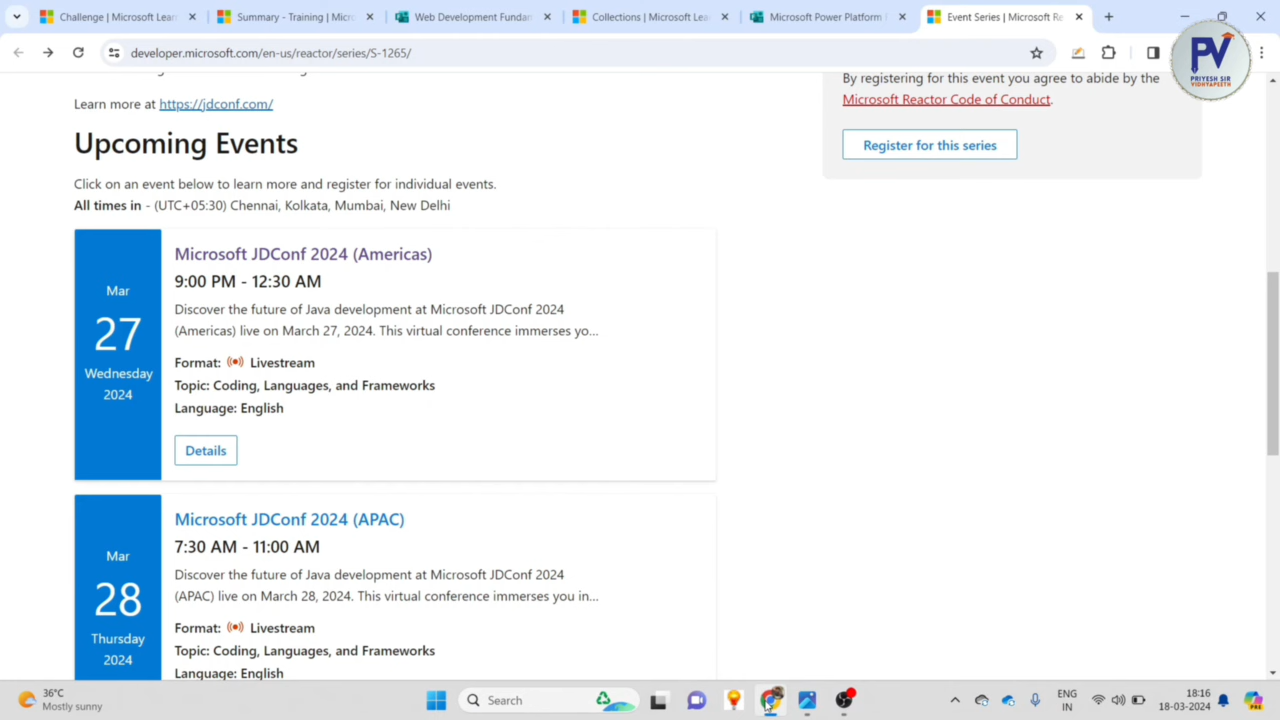 Challenge | Microsoft Lear
Summary - Training | Micro
Web Development Fundan
Collections | Microsoft Lea
Microsoft Power Platform F
Event Series | Microsoft Re
developer.microsoft.com/en-us/reactor/series/S-1265/
PV
PRIYESH SIR
VIDHYAPEETH
By registering for this event you agree to abide by the
Microsoft Reactor Code of Conduct.
Register for this series
Learn more at https://jdconf.com/
Upcoming Events
Click on an event below to learn more and register for individual events.
All times in - (UTC+05:30) Chennai, Kolkata, Mumbai, New Delhi
Mar
27
Wednesday
2024
Microsoft JDConf 2024 (Americas)
9:00 PM - 12:30 AM
Discover the future of Java development at Microsoft JDConf 2024
(Americas) live on March 27, 2024. This virtual conference immerses yo...
Format: Livestream
Topic: Coding, Languages, and Frameworks
Language: English
Details
Mar
28
Thursday
2024
Microsoft JDConf 2024 (APAC)
7:30 AM - 11:00 AM
Discover the future of Java development at Microsoft JDConf 2024
(APAC) live on March 28, 2024. This virtual conference immerses you in...
Format: Livestream
Topic: Coding, Languages, and Frameworks
Language: English
36°C
Mostly sunny
Search
ENG
IN
18:16
18-03-2024